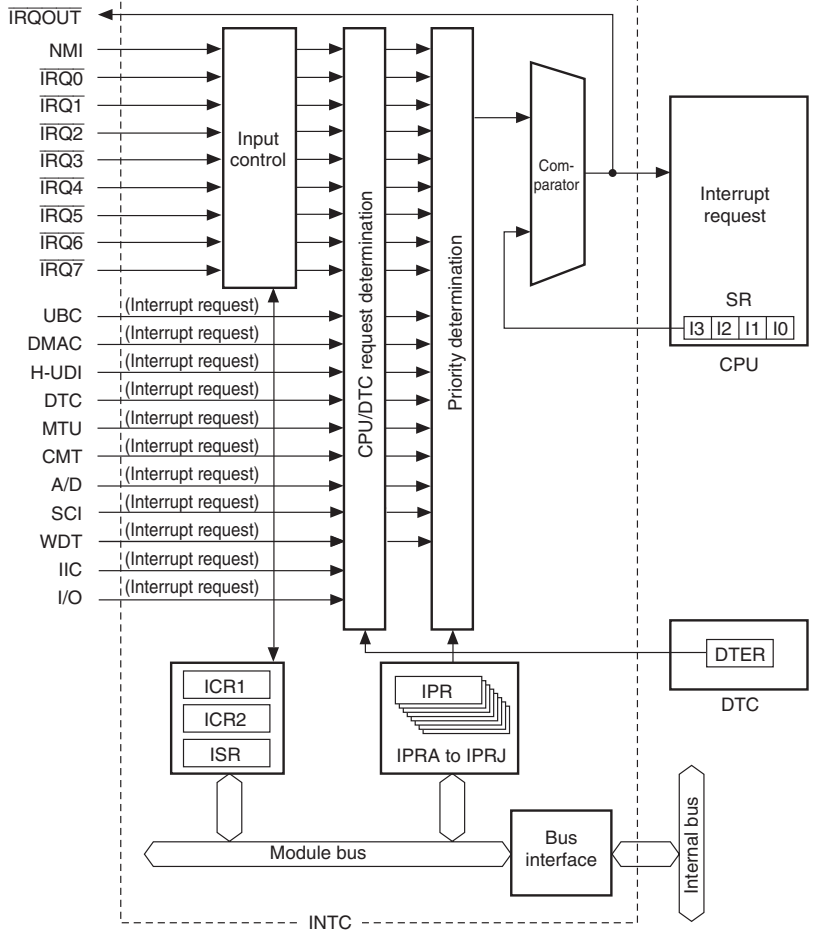 IRQOUT
NMI
IRQ0
IRQ1
IRQ2
IRQ3
IRQ4
IRQ5
IRQ6
IRQ7
Input
control
UBC (Interrupt request)
DMAC (Interrupt request)
H-UDI (Interrupt request)
DTC (Interrupt request)
MTU (Interrupt request)
CMT (Interrupt request)
A/D (Interrupt request)
SCI (Interrupt request)
WDT (Interrupt request)
IIC (Interrupt request)
I/O (Interrupt request)
CPU/DTC request determination
Priority determination
Com-
parator
Interrupt
request
SR
I3 I2 I1 I0
CPU
DTER
DTC
ICR1
ICR2
ISR
IPR
IPRA to IPRJ
Module bus
Bus
interface
Internal bus
INTC